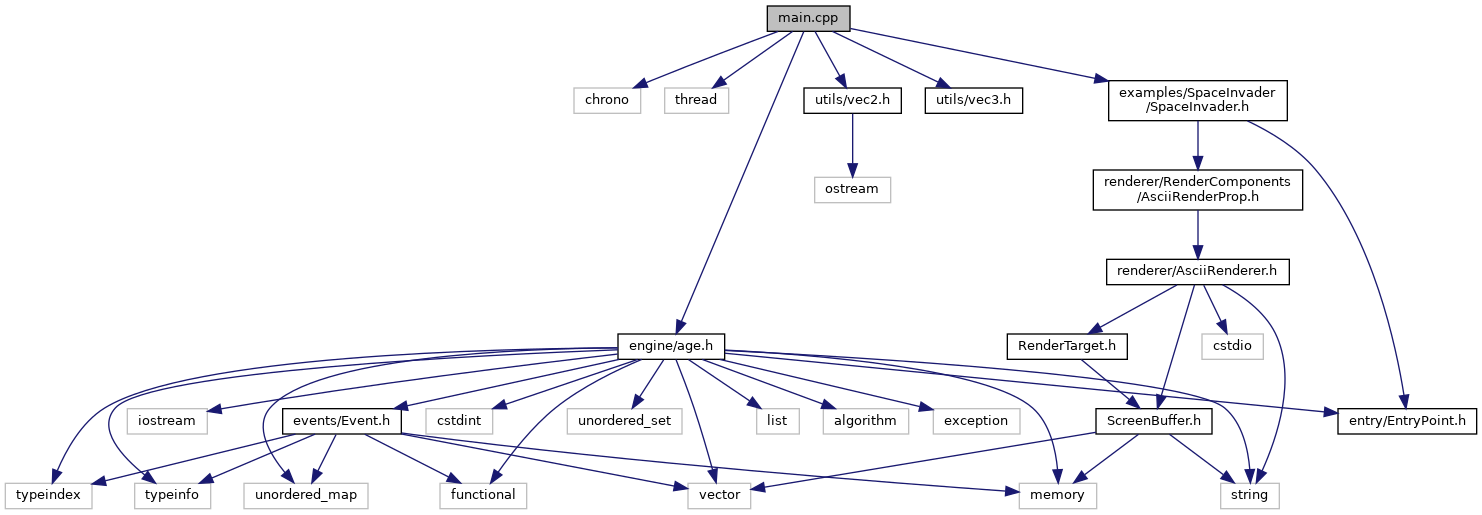 main.cpp
chrono
thread
utils/vec2.h
utils/vec3.h
examples/SpaceInvader
/SpaceInvader.h
ostream
renderer/RenderComponents
/AsciiRenderProp.h
renderer/AsciiRenderer.h
engine/age.h
RenderTarget.h
cstdio
iostream
events/Event.h
cstdint
unordered_set
list
algorithm
exception
ScreenBuffer.h
entry/EntryPoint.h
typeindex
typeinfo
unordered_map
functional
vector
memory
string